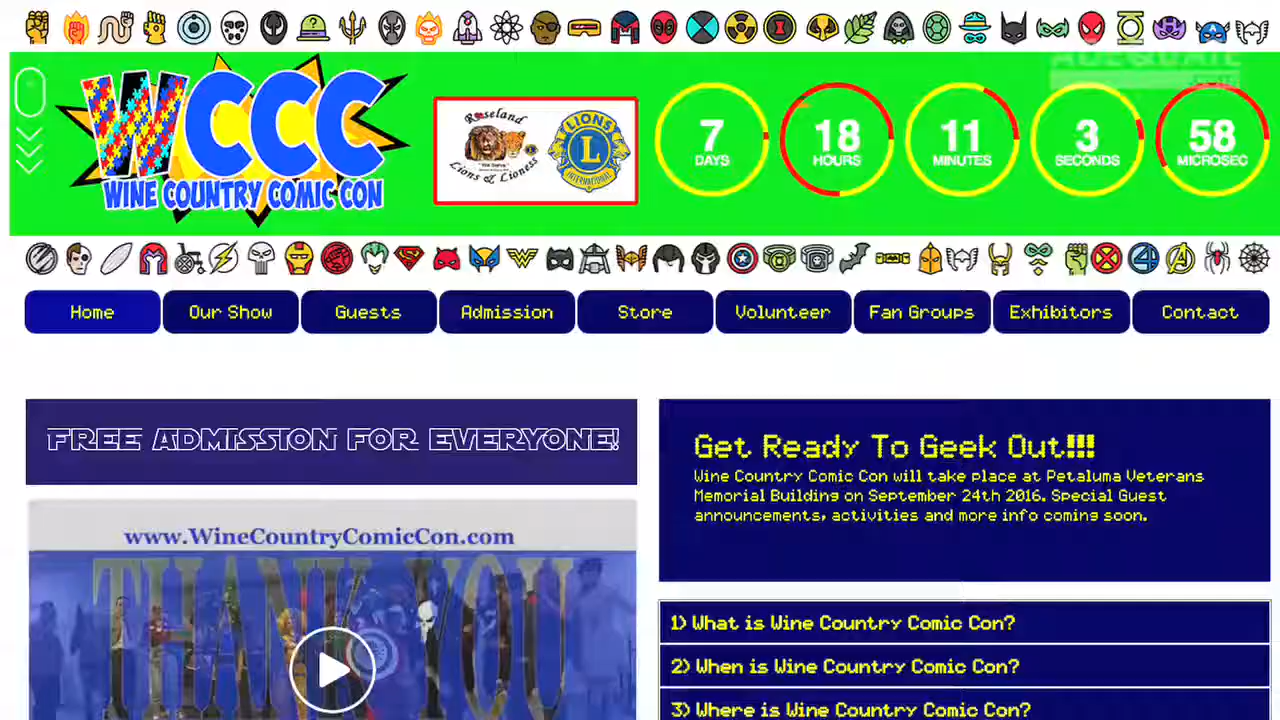 WCCC
WINE COUNTRY COMIC CON
Roseland
Lions & Lioness
LIONS
L
INTERNATIONAL
7
DAYS
18
HOURS
11
MINUTES
3
SECONDS
58
MICROSEC
Home
Our Show
Guests
Admission
Store
Volunteer
Fan Groups
Exhibitors
Contact
FREE ADMISSION FOR EVERYONE!
www.WineCountryComicCon.com
THANK YOU
Get Ready To Geek Out!!!
Wine Country Comic Con will take place at Petaluma Veterans
Memorial Building on September 24th 2016. Special Guest
announcements, activities and more info coming soon.
1) What is Wine Country Comic Con?
2) When is Wine Country Comic Con?
3) Where is Wine Country Comic Con?